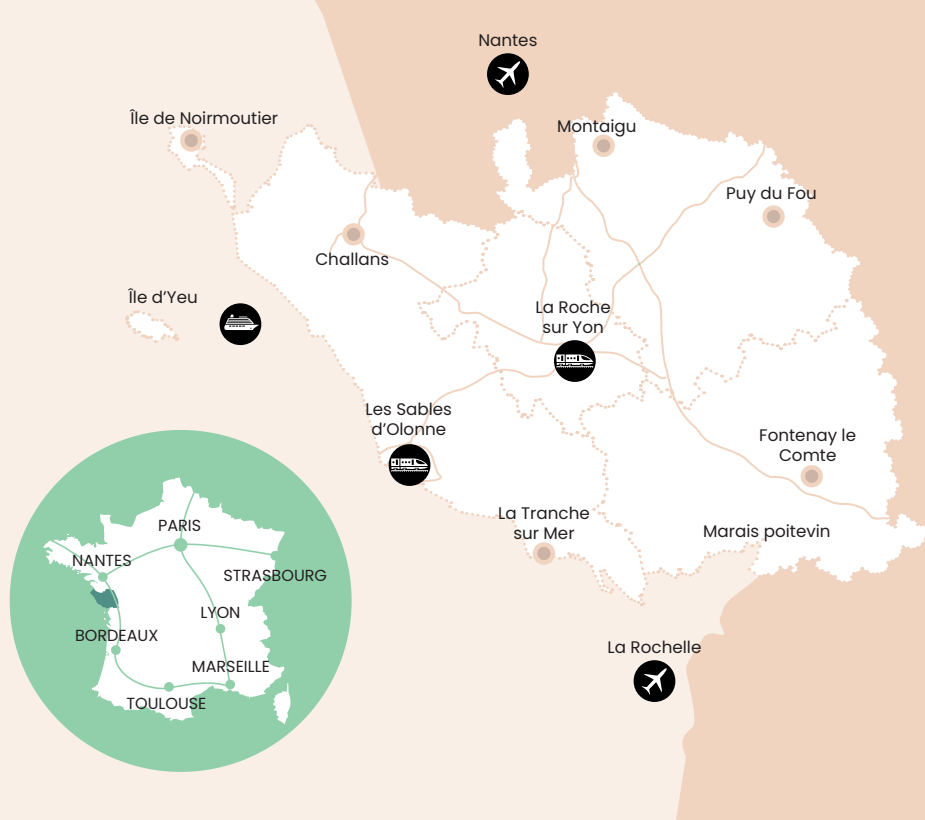 Nantes
Île de Noirmoutier
Montaigu
Puy du Fou
Challans
Île d’Yeu
La Roche
sur Yon
Les Sables
d’Olonne
Fontenay le
Comte
La Tranche
sur Mer
Marais poitevin
La Rochelle
PARIS
NANTES
STRASBOURG
LYON
BORDEAUX
MARSEILLE
TOULOUSE